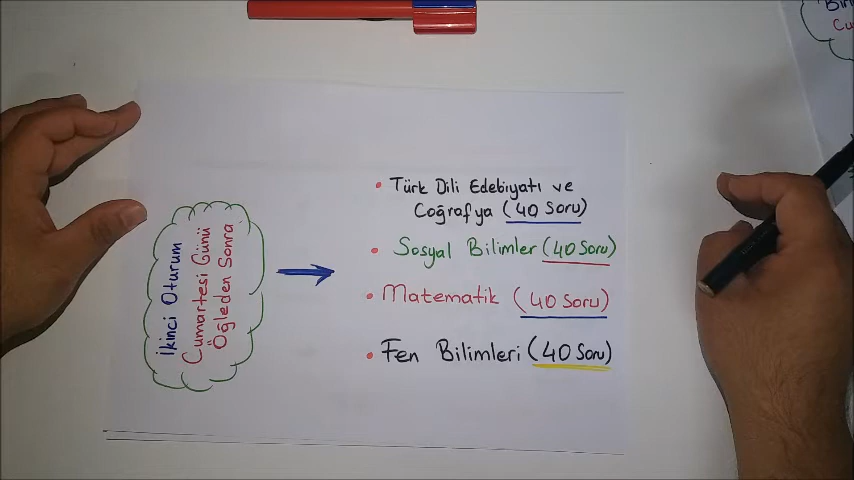 İkinci Oturum
Cumartesi Günü
Öğleden Sonra
• Türk Dili Edebiyatı ve
Coğrafya (40 Soru)
• Sosyal Bilimler (40 Soru)
• Matematik (40 Soru)
• Fen Bilimleri (40 Soru)